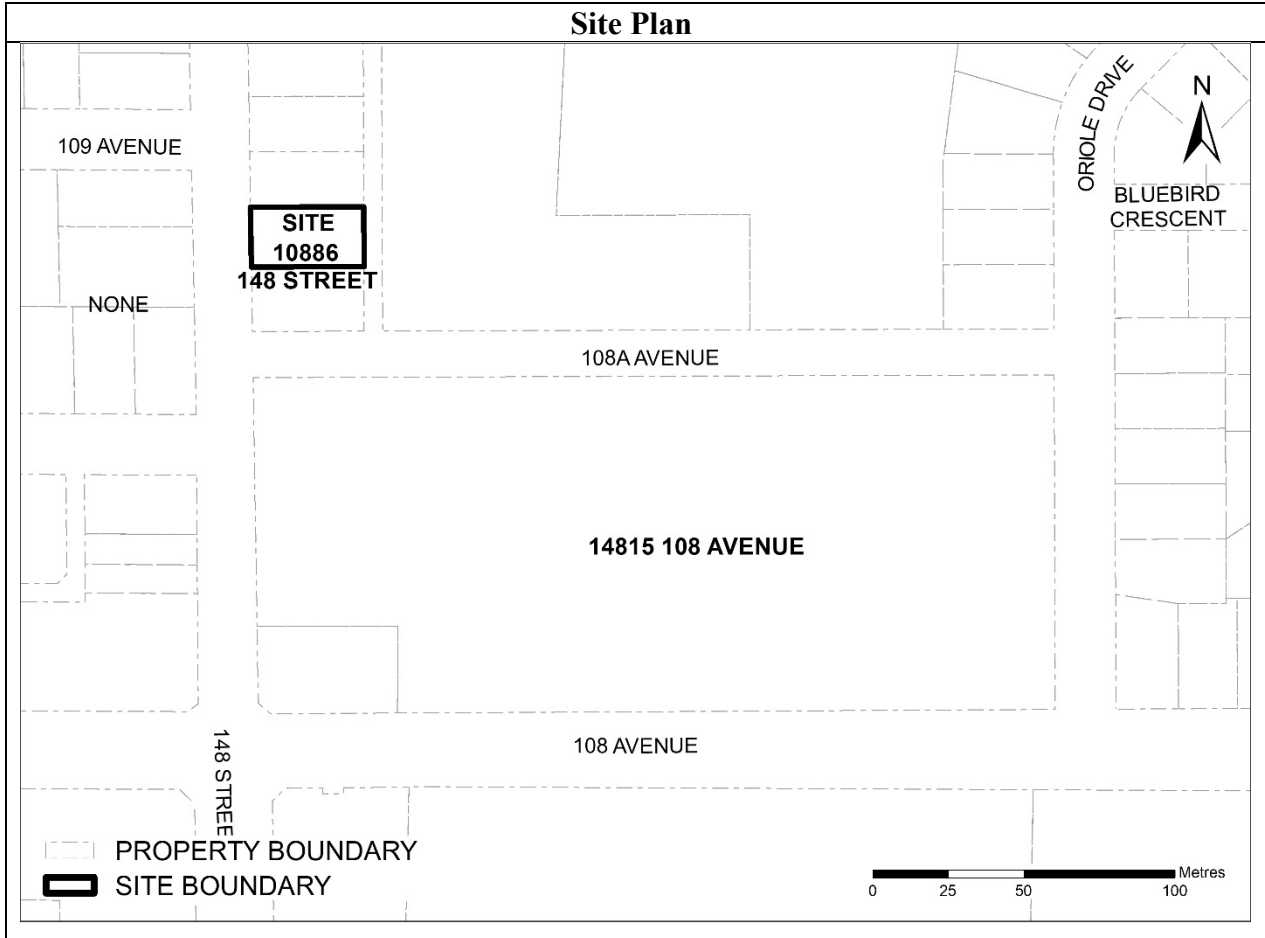 Site Plan
109 AVENUE
ORIOLE DRIVE
N
BLUEBIRD
CRESCENT
SITE
10886
148 STREET
NONE
108A AVENUE
14815 108 AVENUE
108 AVENUE
148 STREE
PROPERTY BOUNDARY
SITE BOUNDARY
Metres
0 25 50 100